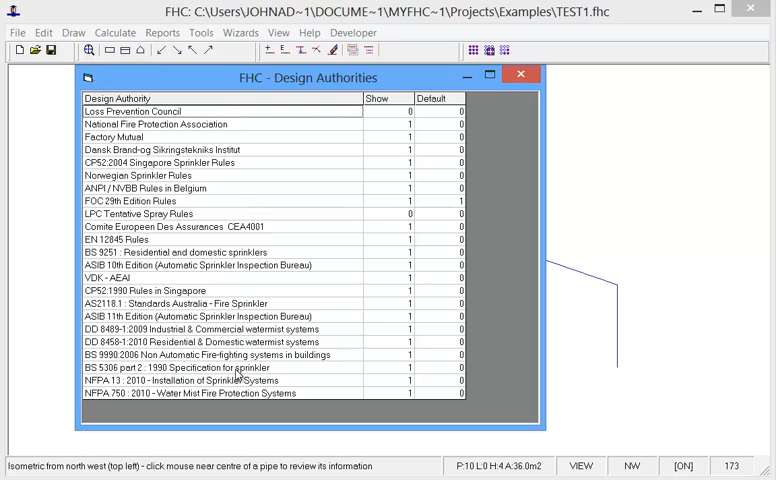 FHC: C:\Users\JOHNAD~1\DOCUME~1\MYFHC~1\Projects\Examples\TEST1.fhc
File Edit Draw Calculate Reports Tools Wizards View Help Developer
FHC - Design Authorities
Design Authority Show Default
Loss Prevention Council 0 0
National Fire Protection Association 1 0
Factory Mutual 1 0
Dansk Brand-og Sikringstekniks Institut 1 0
CP52:2004 Singapore Sprinkler Rules 1 0
Norwegian Sprinkler Rules 1 0
ANPI / NVBB Rules in Belgium 1 0
FOC 29th Edition Rules 1 1
LPC Tentative Spray Rules 0 0
Comite Europeen Des Assurances CEA4001 1 0
EN 12845 Rules 1 0
BS 9251 : Residential and domestic sprinklers 1 0
ASIB 10th Edition (Automatic Sprinkler Inspection Bureau) 1 0
VDK - AEAI 1 0
CP52:1990 Rules in Singapore 1 0
AS2118.1 : Standards Australia - Fire Sprinkler 1 0
ASIB 11th Edition (Automatic Sprinkler Inspection Bureau) 1 0
DD 8489-1:2009 Industrial & Commercial watermist systems 1 0
DD 8458-1:2010 Residential & Domestic watermist systems 1 0
BS 9990:2006 Non Automatic Fire-fighting systems in buildings 1 0
BS 5306 part 2 : 1990 Specification for sprinkler 1 0
NFPA 13 : 2010 - Installation of Sprinkler Systems 1 0
NFPA 750 : 2010 - Water Mist Fire Protection Systems 1 0
Isometric from north west (top left) - click mouse near centre of a pipe to review its information P:10 L:0 H:4 A:36.0m2 VIEW NW [ON] 173